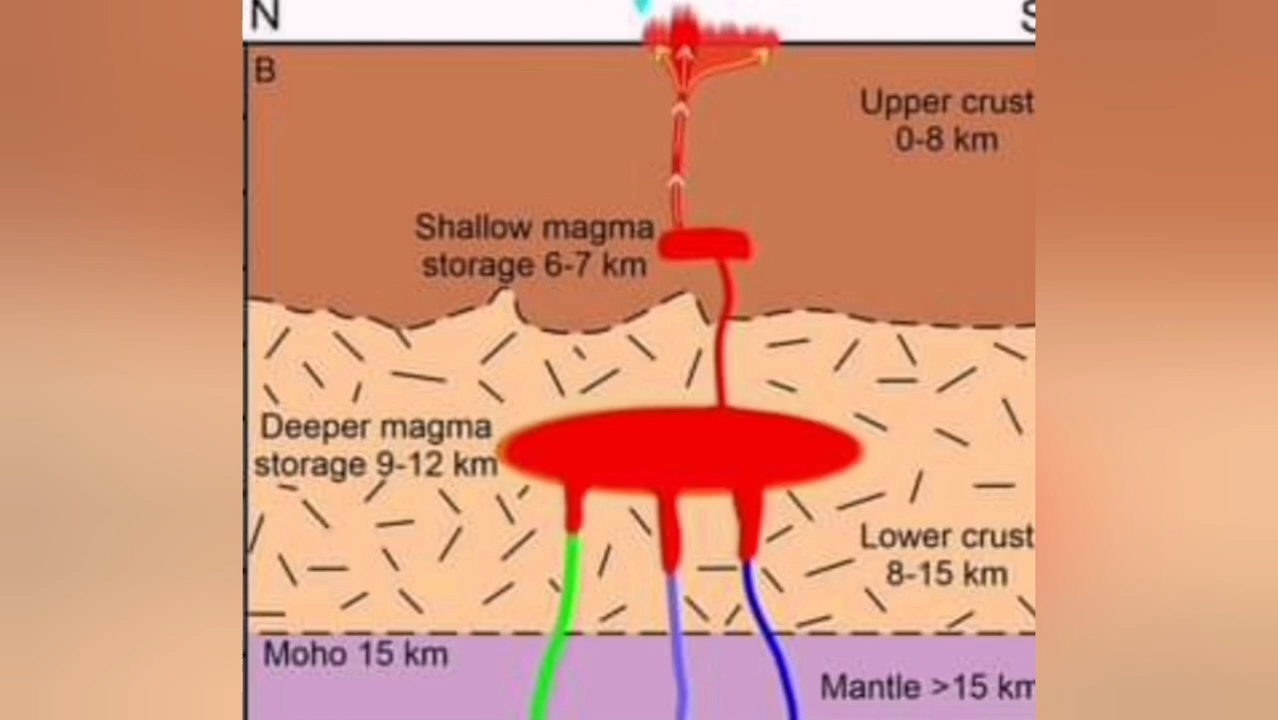 N
S
B
Upper crust
0-8 km
Shallow magma
storage 6-7 km
Deeper magma
storage 9-12 km
Lower crust
8-15 km
Moho 15 km
Mantle >15 km